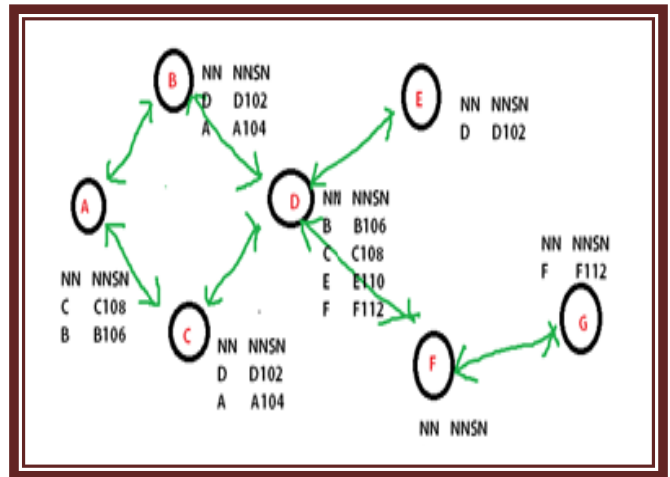 B
NN NNSN
D D102
A A104
E
NN NNSN
D D102
A
NN NNSN
C C108
B B106
D
NN NNSN
B B106
C C108
E E110
F F112
C
NN NNSN
D D102
A A104
NN NNSN
F F112
G
F
NN NNSN